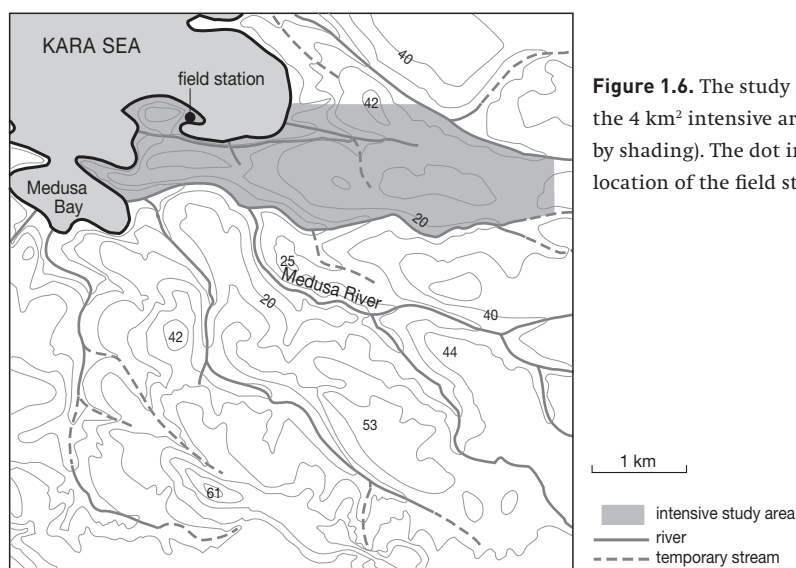 KARA SEA
field station
40
42
Medusa
Bay
20
25
Medusa River
20
40
42
44
53
61
Figure 1.6. The study
the 4 km² intensive ar
by shading). The dot in
location of the field st
1 km
intensive study area
river
temporary stream